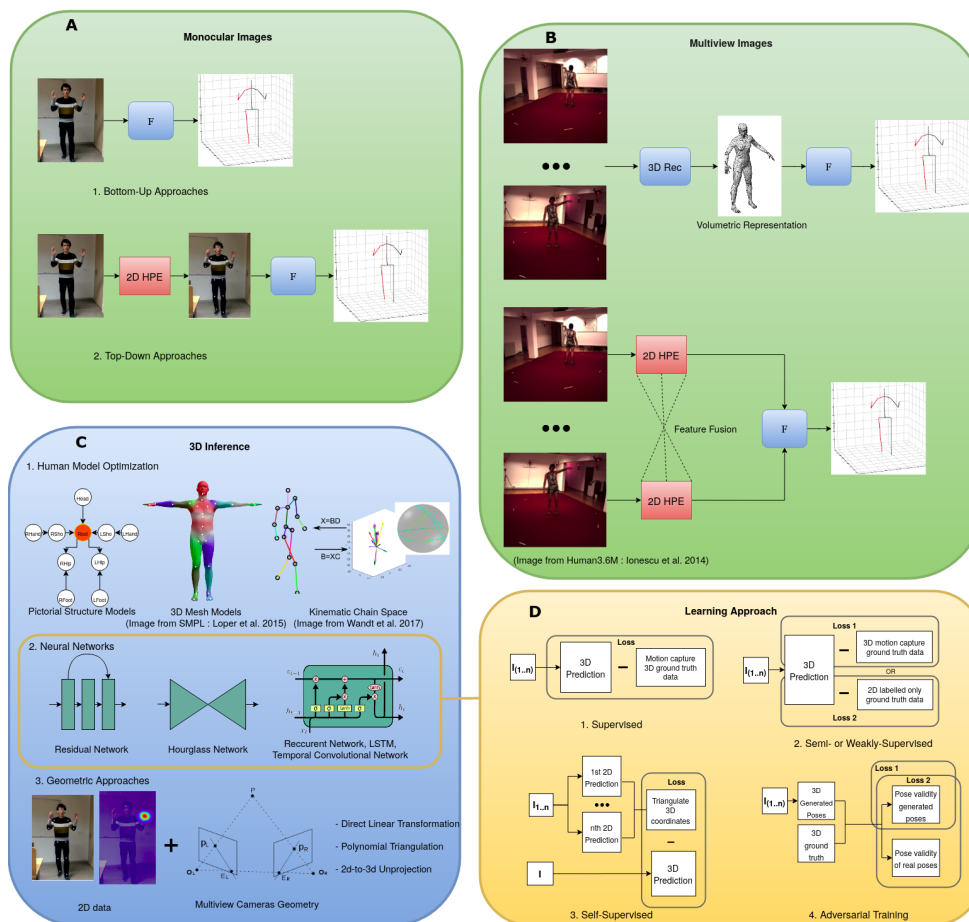 A
Monocular Images
F
1. Bottom-Up Approaches
2D HPE
F
2. Top-Down Approaches
B
Multiview Images
3D Rec
F
Volumetric Representation
2D HPE
Feature Fusion
F
2D HPE
(Image from Human3.6M : Ionescu et al. 2014)
C
3D Inference
1. Human Model Optimization
Head
RHand
RSho
Root
LSho
LHand
RHip
LHip
RFoot
LFoot
X=BD
B=XC
Pictorial Structure Models
3D Mesh Models
(Image from SMPL : Loper et al. 2015)
Kinematic Chain Space
(Image from Wandt et al. 2017)
2. Neural Networks
Residual Network
Hourglass Network
Reccurent Network, LSTM,
Temporal Convolutional Network
3. Geometric Approaches
2D data
+
P
Multiview Cameras Geometry
- Direct Linear Transformation
- Polynomial Triangulation
- 2d-to-3d Unprojection
D
Learning Approach
I(1..n)
3D
Prediction
Loss
Motion capture
3D ground truth
data
1. Supervised
I(1..n)
3D
Prediction
Loss 1
3D motion capture
ground truth data
OR
2D labelled only
ground truth data
Loss 2
2. Semi- or Weakly-Supervised
I1..n
1st 2D
Prediction
nth 2D
Prediction
Loss
Triangulate
3D
coordinates
I
3D
Prediction
3. Self-Supervised
I(1..n)
3D
Generated
Poses
3D
ground
truth
Loss 1
Loss 2
Pose validity
generated
poses
Pose validity
of real poses
4. Adversarial Training